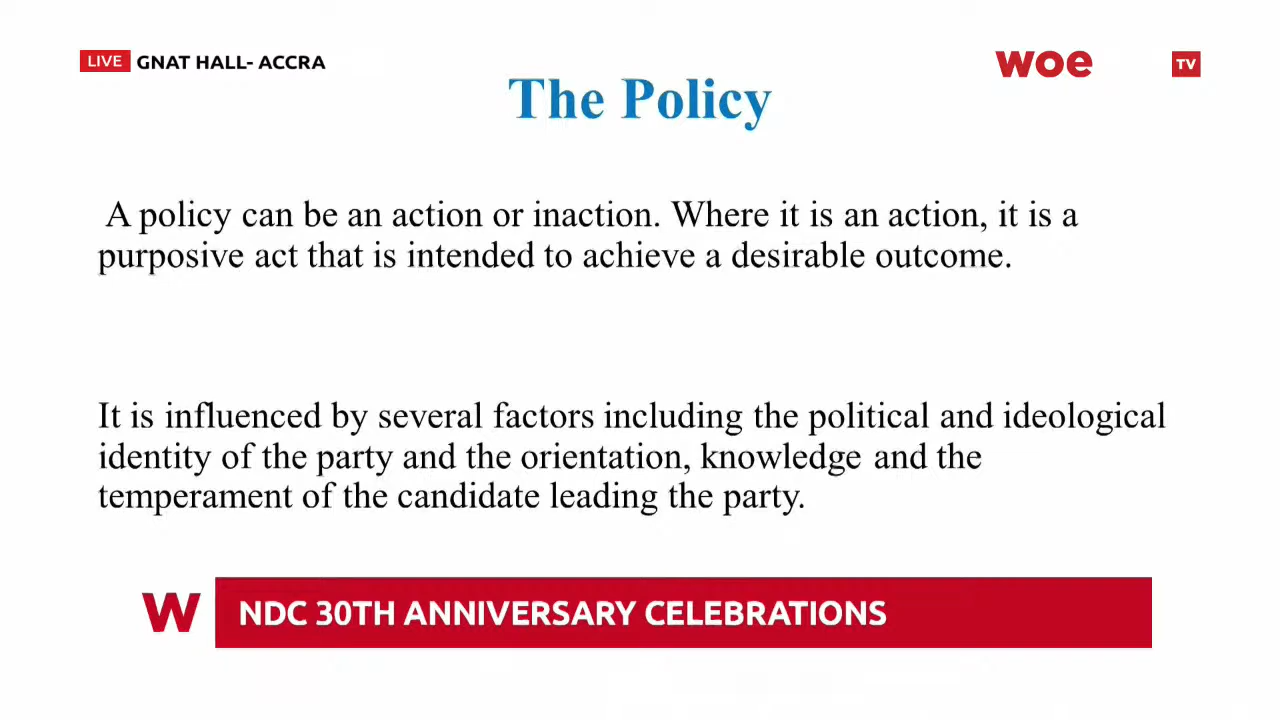 LIVE GNAT HALL- ACCRA
woe TV
The Policy
A policy can be an action or inaction. Where it is an action, it is a
purposive act that is intended to achieve a desirable outcome.
It is influenced by several factors including the political and ideological
identity of the party and the orientation, knowledge and the
temperament of the candidate leading the party.
W NDC 30TH ANNIVERSARY CELEBRATIONS